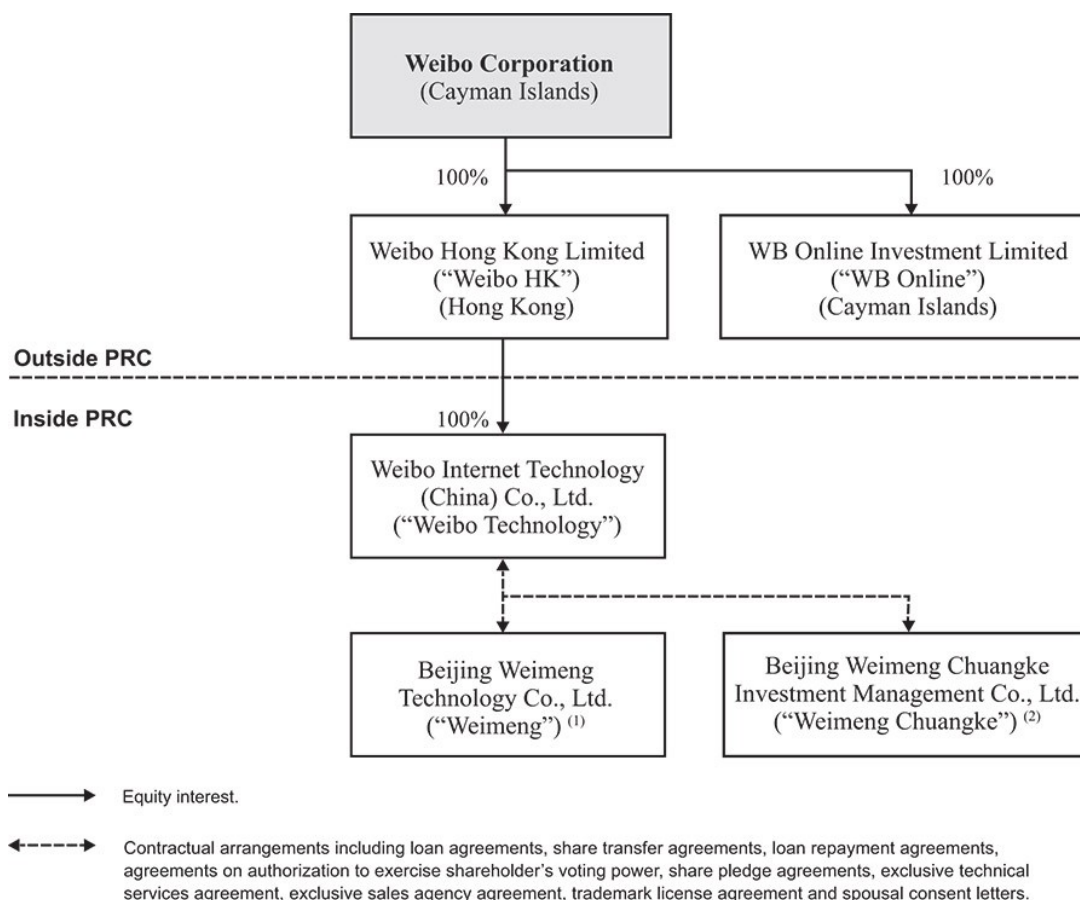 Weibo Corporation
(Cayman Islands)
100%
100%
Weibo Hong Kong Limited
(“Weibo HK”)
(Hong Kong)
WB Online Investment Limited
(“WB Online”)
(Cayman Islands)
Outside PRC
Inside PRC
100%
Weibo Internet Technology
(China) Co., Ltd.
(“Weibo Technology”)
Beijing Weimeng
Technology Co., Ltd.
(“Weimeng”) (1)
Beijing Weimeng Chuangke
Investment Management Co., Ltd.
(“Weimeng Chuangke”) (2)
Equity interest.
Contractual arrangements including loan agreements, share transfer agreements, loan repayment agreements,
agreements on authorization to exercise shareholder’s voting power, share pledge agreements, exclusive technical
services agreement, exclusive sales agency agreement, trademark license agreement and spousal consent letters.